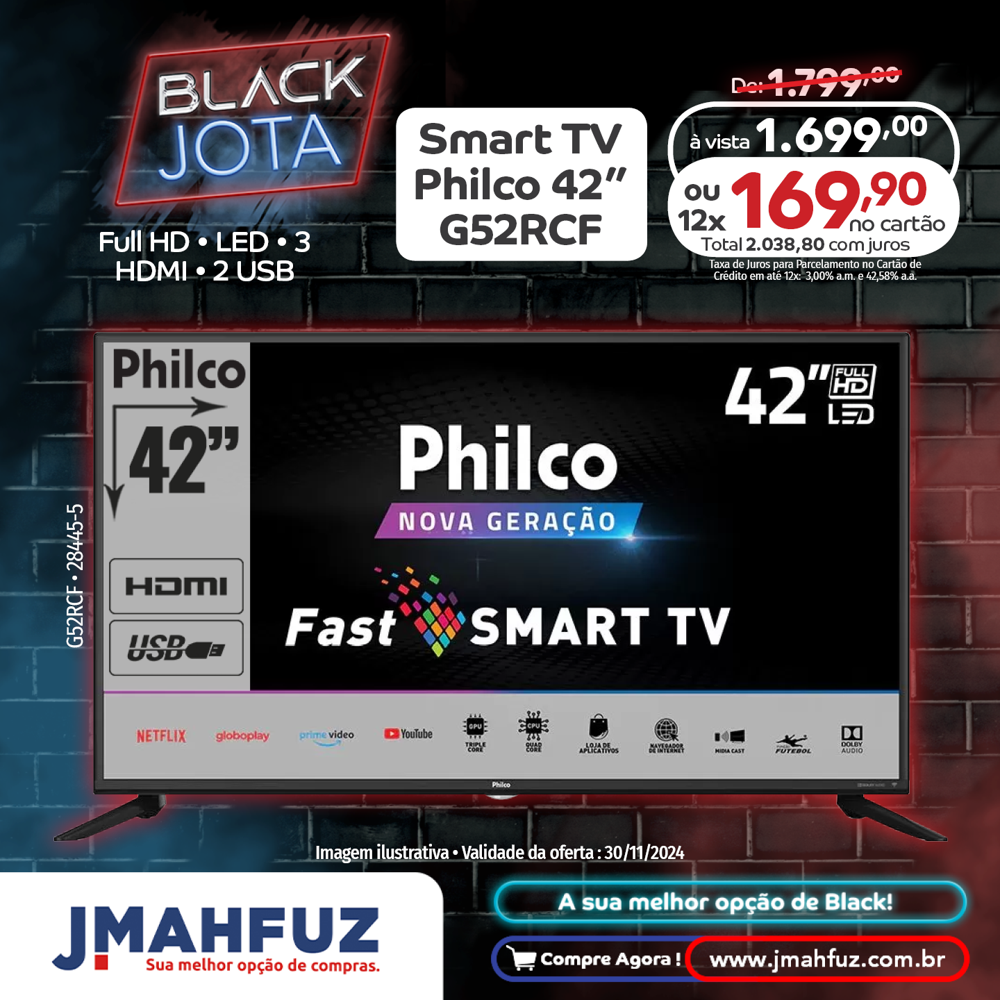 BLACK
JOTA
Full HD • LED • 3
HDMI • 2 USB
Smart TV
Philco 42”
G52RCF
De: 1.799,00
à vista 1.699,00
ou
12x 169,90
no cartão
Total 2.038,80 com juros
Taxa de Juros para Parcelamento no Cartão de
Crédito em até 12x: 3,00% a.m. e 42,58% a.a.
Philco
42”
HDMI
USB
42” FULL HD
LED
Philco
NOVA GERAÇÃO
Fast SMART TV
G52RCF • 28445-5
NETFLIX
globoplay
prime video
YouTube
GPU
TRIPLE
CORE
CPU
QUAD
CORE
LOJA DE
APLICATIVOS
NAVEGADOR
DE INTERNET
MIDIA CAST
FUTEBOL
DOLBY
AUDIO
Philco
Imagem ilustrativa • Validade da oferta : 30/11/2024
JMAHFUZ
Sua melhor opção de compras.
A sua melhor opção de Black!
Compre Agora !
www.jmahfuz.com.br